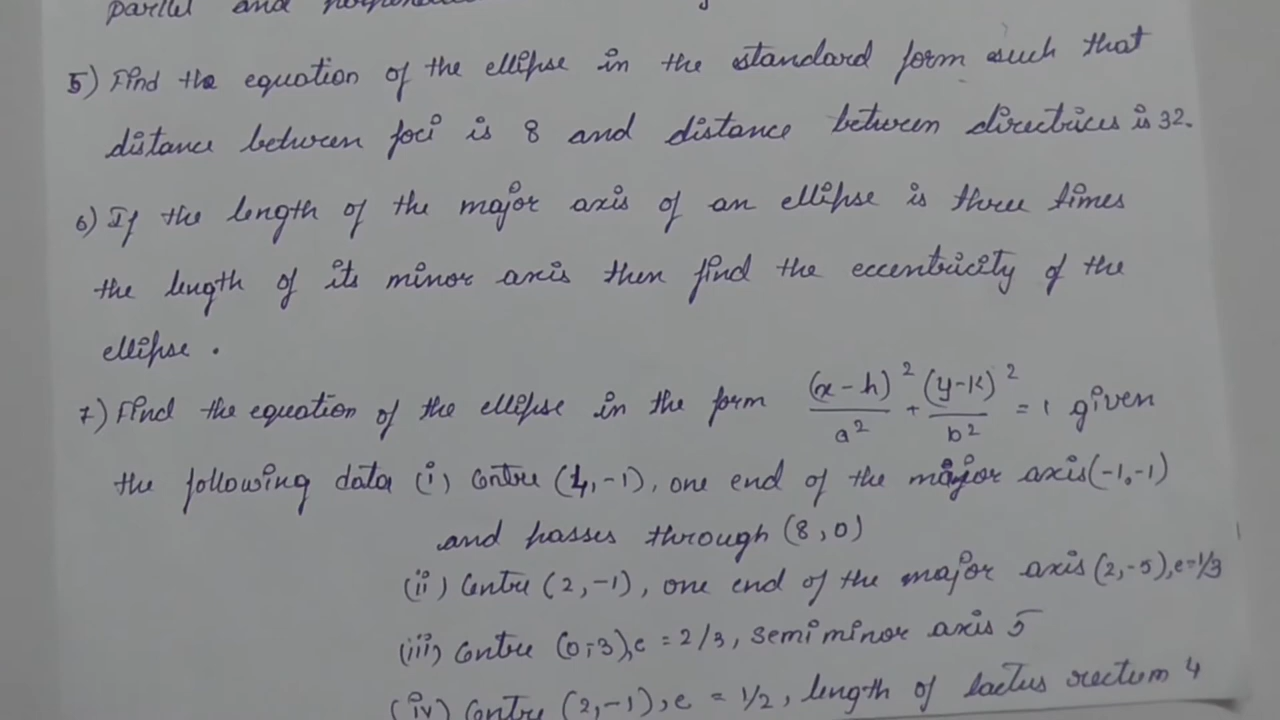 parllel and
5) Find the equation of the ellipse in the standard form such that
distance between foci is 8 and distance between directrices is 32.
6) If the length of the major axis of an ellipse is three times
the length of its minor axis then find the eccentricity of the
ellipse.
7) Find the equation of the ellipse in the form (x-h)²/a² + (y-k)²/b² = 1 given
the following data (i) Centre (4,-1), one end of the major axis(-1,-1)
and passes through (8,0)
(ii) Centre (2,-1), one end of the major axis (2,-5), e=1/3
(iii) Centre (0,-3), e = 2/3, semi minor axis 5
(iv) Centre (2,-1), e = 1/2, length of lactus rectum 4